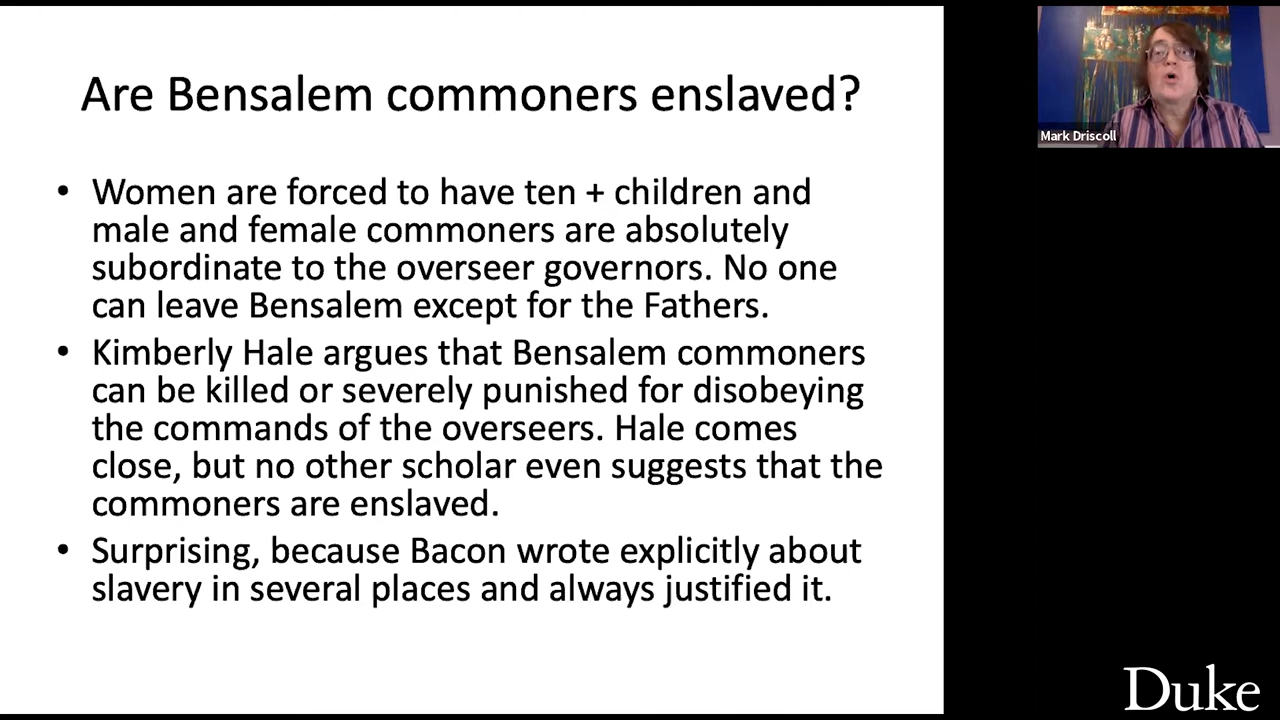 Are Bensalem commoners enslaved?
• Women are forced to have ten + children and
male and female commoners are absolutely
subordinate to the overseer governors. No one
can leave Bensalem except for the Fathers.
• Kimberly Hale argues that Bensalem commoners
can be killed or severely punished for disobeying
the commands of the overseers. Hale comes
close, but no other scholar even suggests that the
commoners are enslaved.
• Surprising, because Bacon wrote explicitly about
slavery in several places and always justified it.
Mark Driscoll
Duke